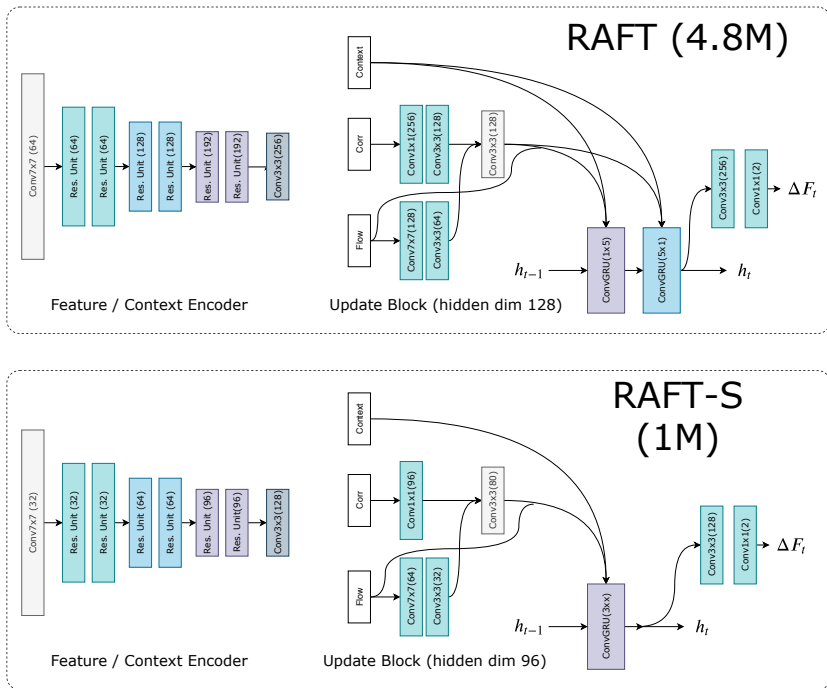 RAFT (4.8M)
Conv7x7 (64)
Res. Unit (64)
Res. Unit (64)
Res. Unit (128)
Res. Unit (128)
Res. Unit (192)
Res. Unit(192)
Conv3x3(256)
Feature / Context Encoder
Context
Corr
Flow
Conv1x1(256)
Conv3x3(128)
Conv7x7(128)
Conv3x3(64)
Conv3x3(128)
h_{t-1}
ConvGRU(1x5)
ConvGRU(5x1)
h_t
Conv3x3(256)
Conv1x1(2)
ΔF_t
Update Block (hidden dim 128)
RAFT-S
(1M)
Conv7x7 (32)
Res. Unit (32)
Res. Unit (32)
Res. Unit (64)
Res. Unit (64)
Res. Unit (96)
Res. Unit(96)
Conv3x3(128)
Feature / Context Encoder
Context
Corr
Flow
Conv1x1(96)
Conv7x7(64)
Conv3x3(32)
Conv3x3(80)
h_{t-1}
ConvGRU(3xx)
h_t
Conv3x3(128)
Conv1x1(2)
ΔF_t
Update Block (hidden dim 96)